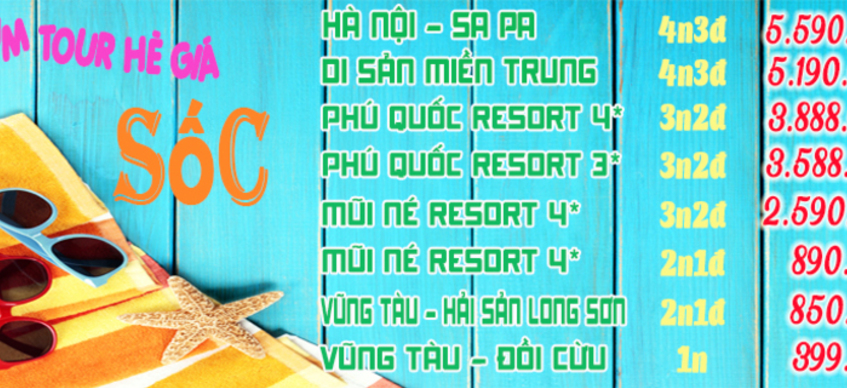 TOUR HÈ GIÁ
SỐC
HÀ NỘI - SA PA 4n3đ 5.590.
DI SẢN MIỀN TRUNG 4n3đ 5.190.
PHÚ QUỐC RESORT 4* 3n2đ 3.888.
PHÚ QUỐC RESORT 3* 3n2đ 3.588.
MŨI NÉ RESORT 4* 3n2đ 2.590
MŨI NÉ RESORT 4* 2n1đ 890.
VŨNG TÀU - HẢI SẢN LONG SƠN 2n1đ 850.
VŨNG TÀU - ĐỒI CỪU 1n 399.